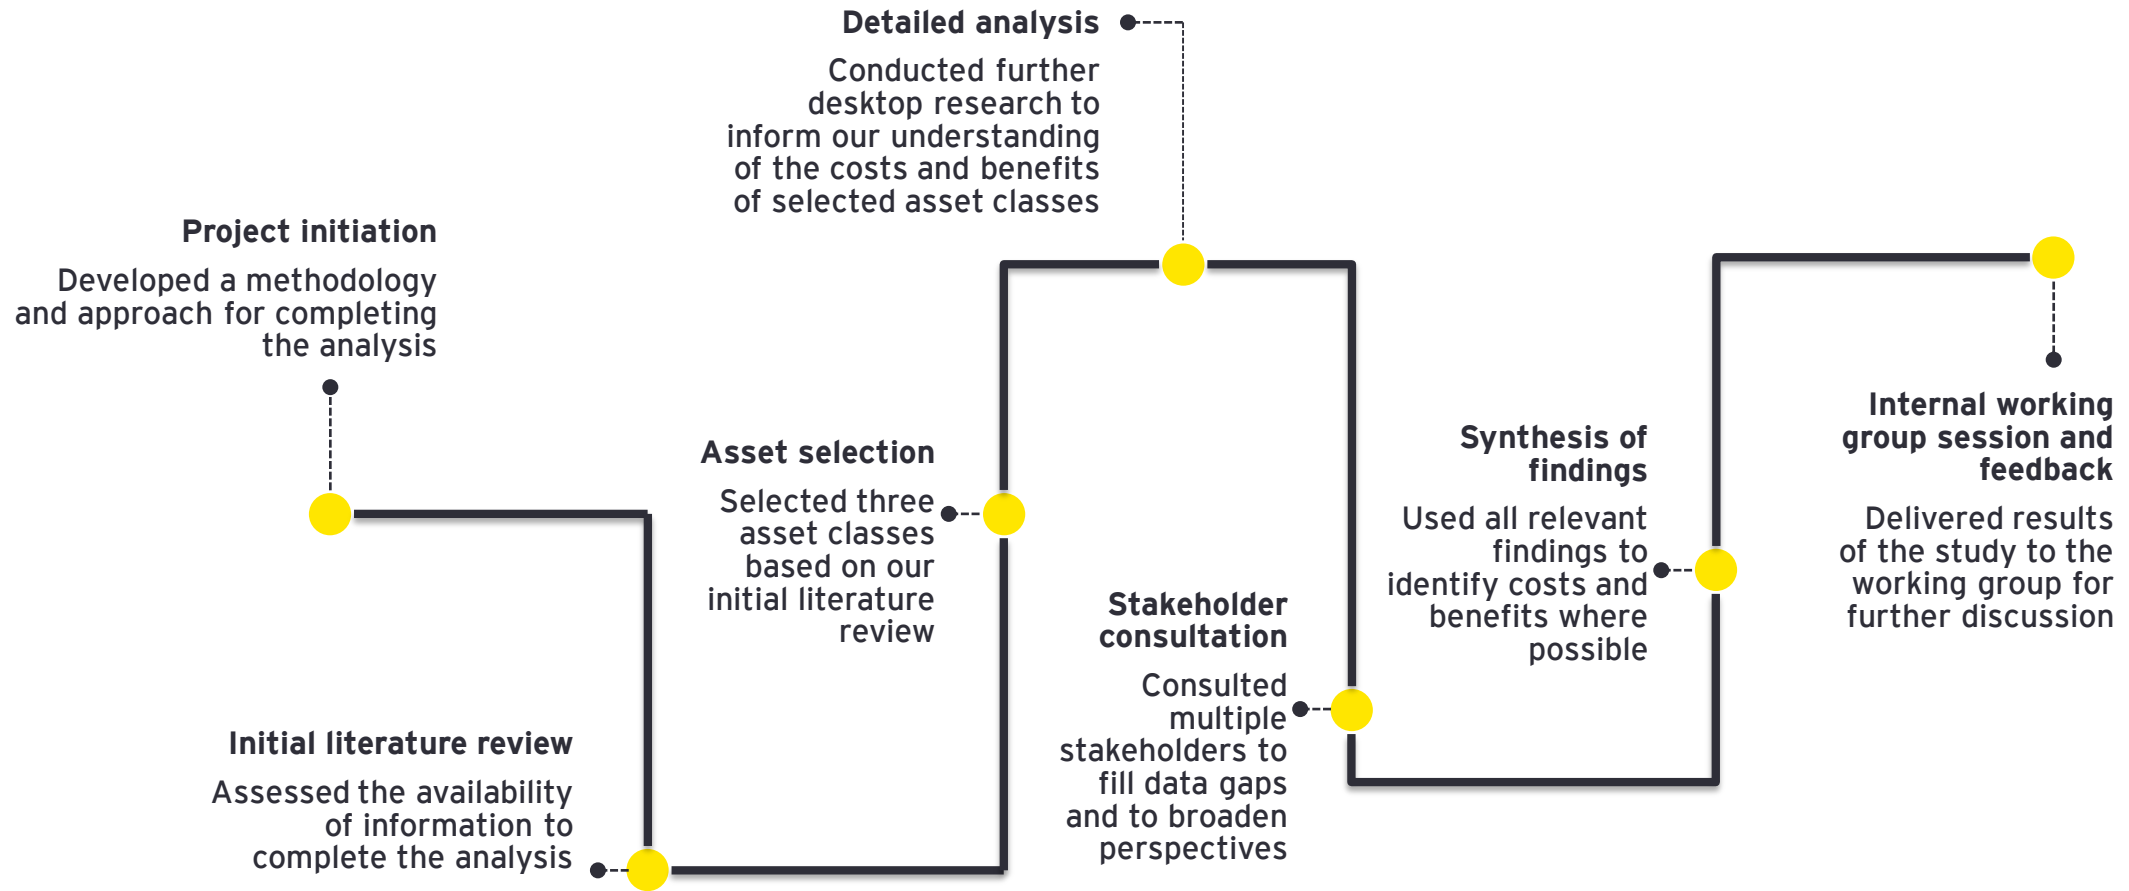 Project initiation
Developed a methodology
and approach for completing
the analysis
Initial literature review
Assessed the availability
of information to
complete the analysis
Asset selection
Selected three
asset classes
based on our
initial literature
review
Detailed analysis
Conducted further
desktop research to
inform our understanding
of the costs and benefits
of selected asset classes
Stakeholder
consultation
Consulted
multiple
stakeholders to
fill data gaps
and to broaden
perspectives
Synthesis of
findings
Used all relevant
findings to
identify costs and
benefits where
possible
Internal working
group session and
feedback
Delivered results
of the study to the
working group for
further discussion